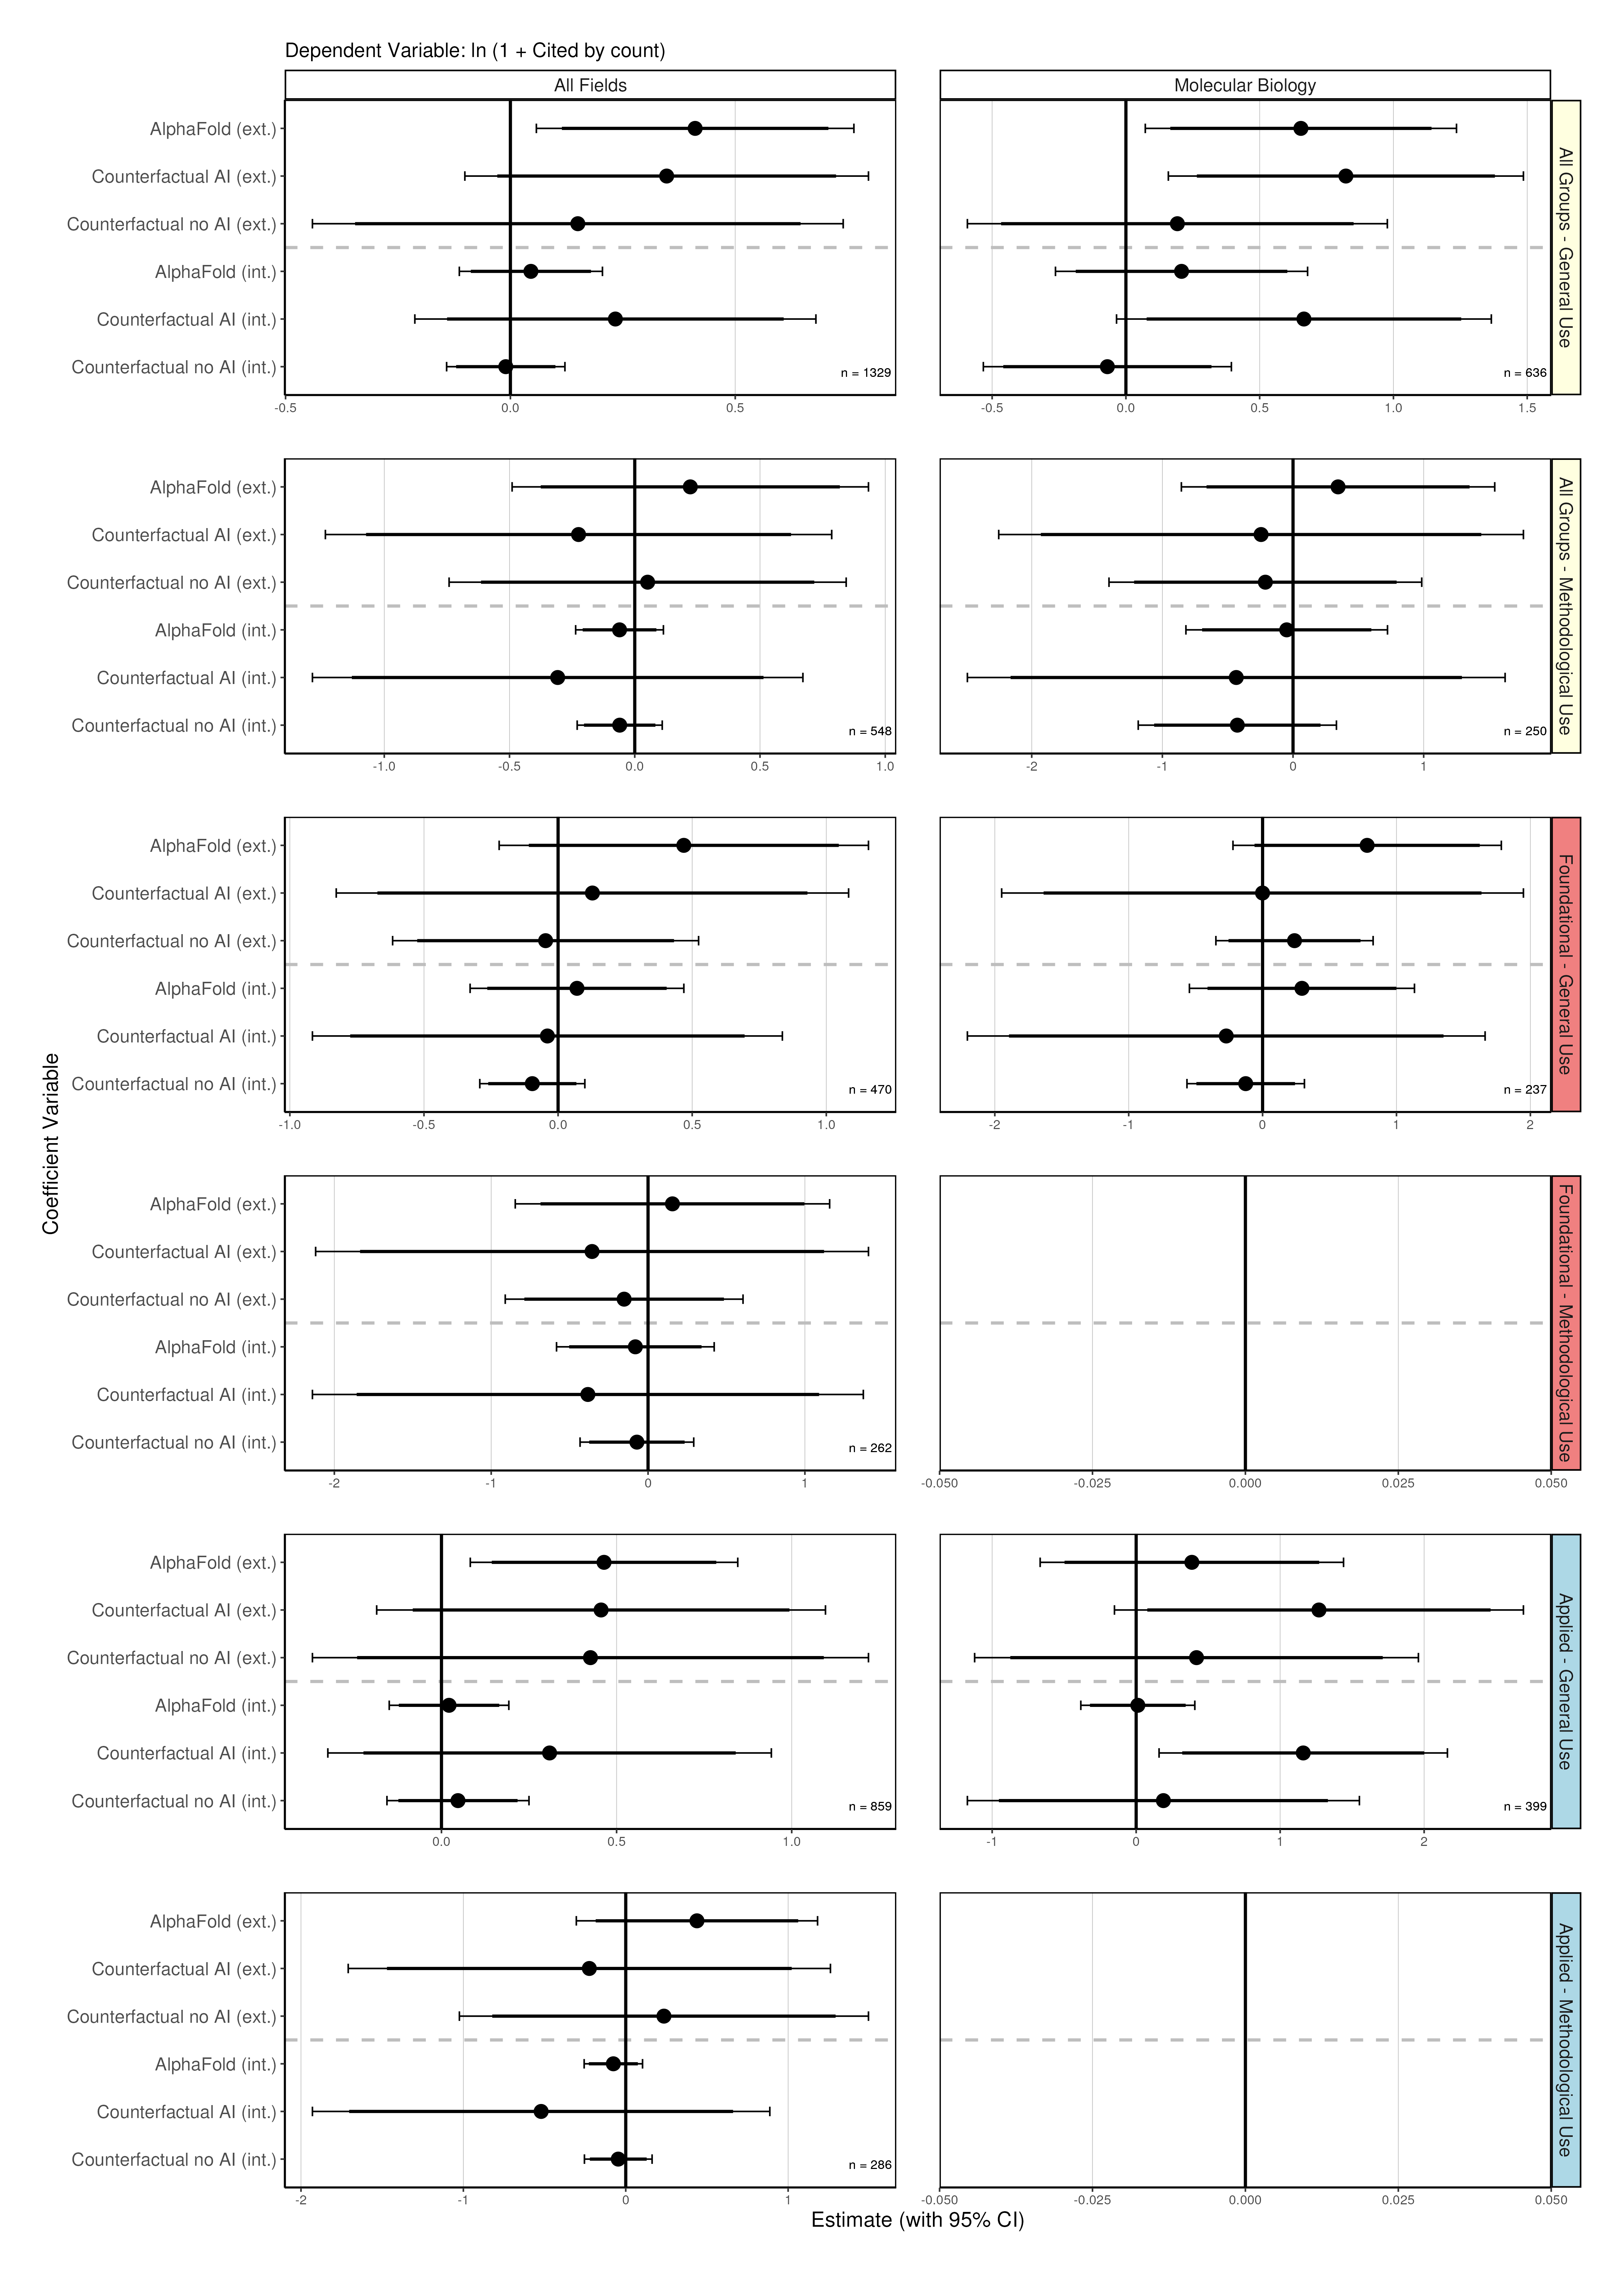 Dependent Variable: ln (1 + Cited by count)
All Fields
Molecular Biology
AlphaFold (ext.)
Counterfactual AI (ext.)
Counterfactual no AI (ext.)
AlphaFold (int.)
Counterfactual AI (int.)
Counterfactual no AI (int.)
n = 1329
n = 636
All Groups - General Use
-0.5 0.0 0.5
-0.5 0.0 0.5 1.0 1.5
AlphaFold (ext.)
Counterfactual AI (ext.)
Counterfactual no AI (ext.)
AlphaFold (int.)
Counterfactual AI (int.)
Counterfactual no AI (int.)
n = 548
n = 250
All Groups - Methodological Use
-1.0 -0.5 0.0 0.5 1.0
-2 -1 0 1
AlphaFold (ext.)
Counterfactual AI (ext.)
Counterfactual no AI (ext.)
AlphaFold (int.)
Counterfactual AI (int.)
Counterfactual no AI (int.)
n = 470
n = 237
Foundational - General Use
-1.0 -0.5 0.0 0.5 1.0
-2 -1 0 1 2
Coefficient Variable
AlphaFold (ext.)
Counterfactual AI (ext.)
Counterfactual no AI (ext.)
AlphaFold (int.)
Counterfactual AI (int.)
Counterfactual no AI (int.)
n = 262
Foundational - Methodological Use
-2 -1 0 1
-0.050 -0.025 0.000 0.025 0.050
AlphaFold (ext.)
Counterfactual AI (ext.)
Counterfactual no AI (ext.)
AlphaFold (int.)
Counterfactual AI (int.)
Counterfactual no AI (int.)
n = 859
n = 399
Applied - General Use
0.0 0.5 1.0
-1 0 1 2
AlphaFold (ext.)
Counterfactual AI (ext.)
Counterfactual no AI (ext.)
AlphaFold (int.)
Counterfactual AI (int.)
Counterfactual no AI (int.)
n = 286
Applied - Methodological Use
-2 -1 0 1
-0.050 -0.025 0.000 0.025 0.050
Estimate (with 95% CI)